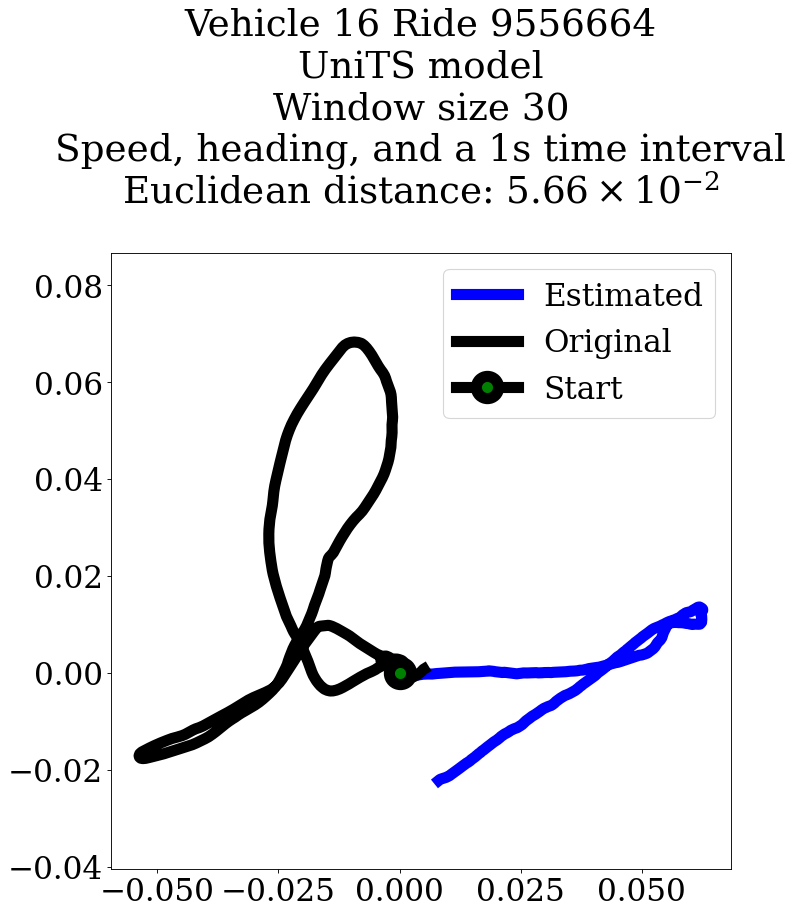 Vehicle 16 Ride 9556664
UniTS model
Window size 30
Speed, heading, and a 1s time interval
Euclidean distance: 5.66 × 10⁻²
Estimated
Original
Start
0.08
0.06
0.04
0.02
0.00
−0.02
−0.04
−0.050 −0.025 0.000 0.025 0.050